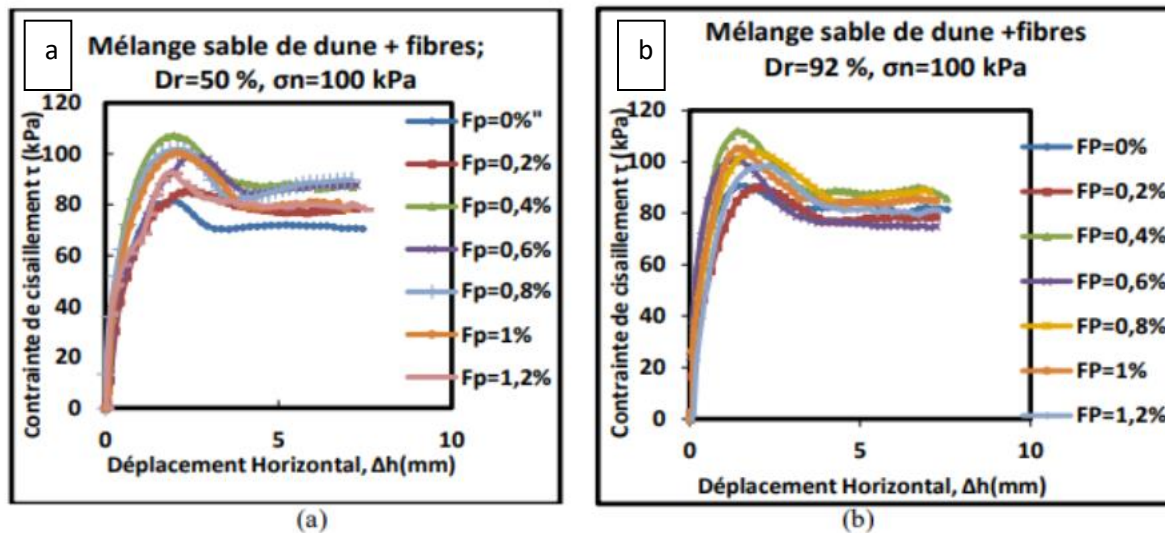 a
Mélange sable de dune + fibres;
Dr=50 %, σn=100 kPa
Contrainte de cisaillement τ (kPa)
120
100
80
60
40
20
0
0
5
10
Déplacement Horizontal, Δh(mm)
Fp=0%"
Fp=0,2%
Fp=0,4%
Fp=0,6%
Fp=0,8%
Fp=1%
Fp=1,2%
(a)
b
Mélange sable de dune +fibres
Dr=92 %, σn=100 kPa
Contrainte de cisaillement τ (kPa)
120
100
80
60
40
20
0
0
5
10
Déplacement Horizontal, Δh(mm)
FP=0%
FP=0,2%
FP=0,4%
FP=0,6%
FP=0,8%
FP=1%
FP=1,2%
(b)